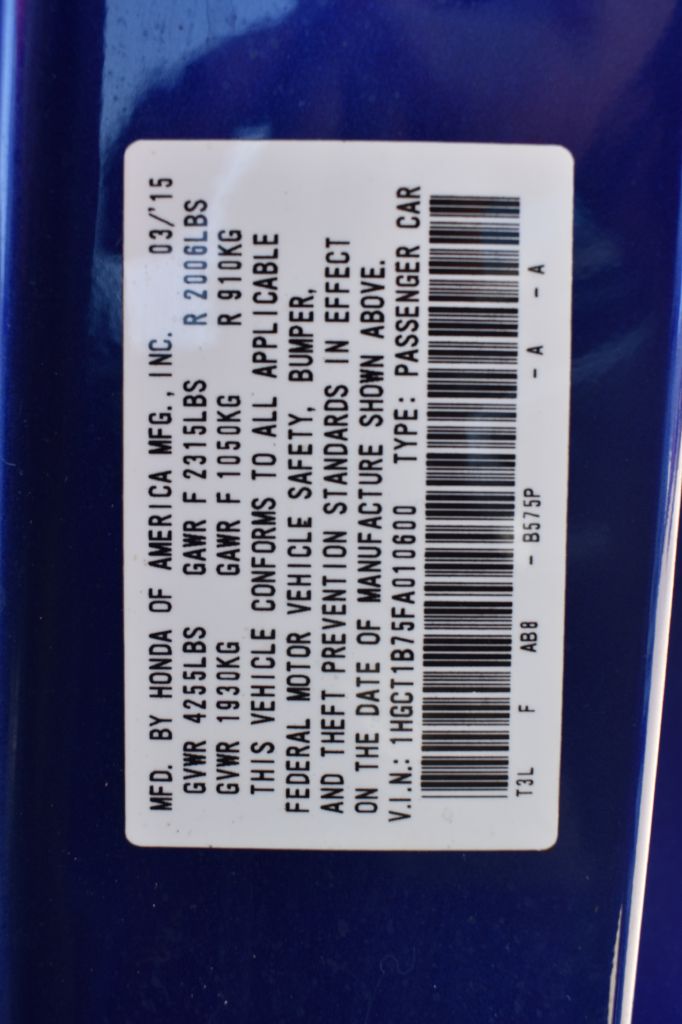 MFD. BY HONDA OF AMERICA MFG., INC. 03/'15
GVWR 4255LBS GAWR F 2315LBS R 2006LBS
GVWR 1930KG GAWR F 1050KG R 910KG
THIS VEHICLE CONFORMS TO ALL APPLICABLE
FEDERAL MOTOR VEHICLE SAFETY, BUMPER,
AND THEFT PREVENTION STANDARDS IN EFFECT
ON THE DATE OF MANUFACTURE SHOWN ABOVE.
V.I.N.: 1HGCT1B75FA010600 TYPE: PASSENGER CAR
T3L F AB8 - B575P - A - A